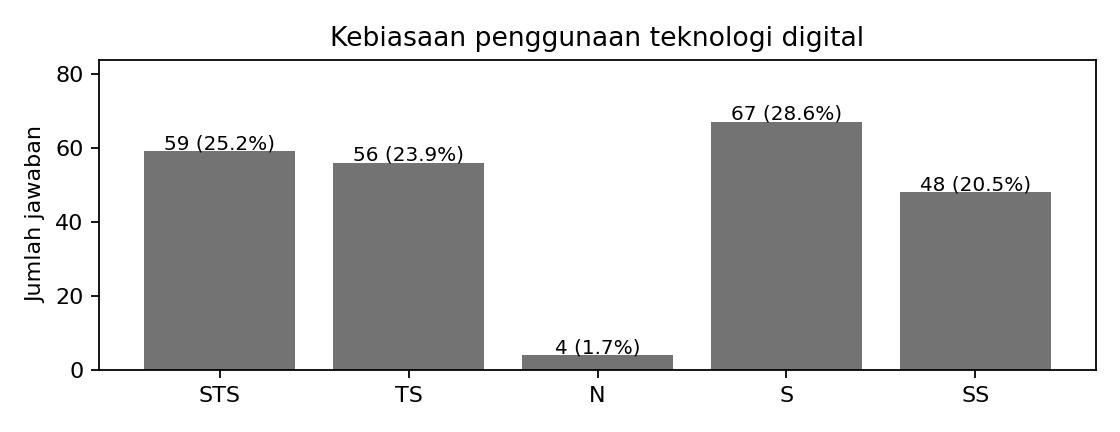 Kebiasaan penggunaan teknologi digital
Jumlah jawaban
80
60
40
20
0
59 (25.2%)
56 (23.9%)
4 (1.7%)
67 (28.6%)
48 (20.5%)
STS
TS
N
S
SS